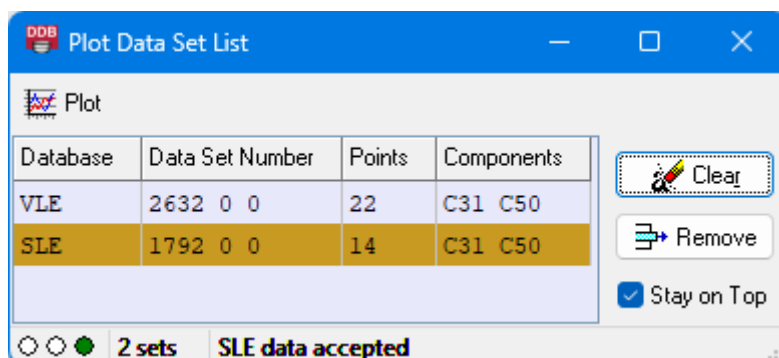 DDB Plot Data Set List
Plot
Database Data Set Number Points Components
VLE 2632 0 0 22 C31 C50
SLE 1792 0 0 14 C31 C50
Clear
Remove
Stay on Top
2 sets SLE data accepted